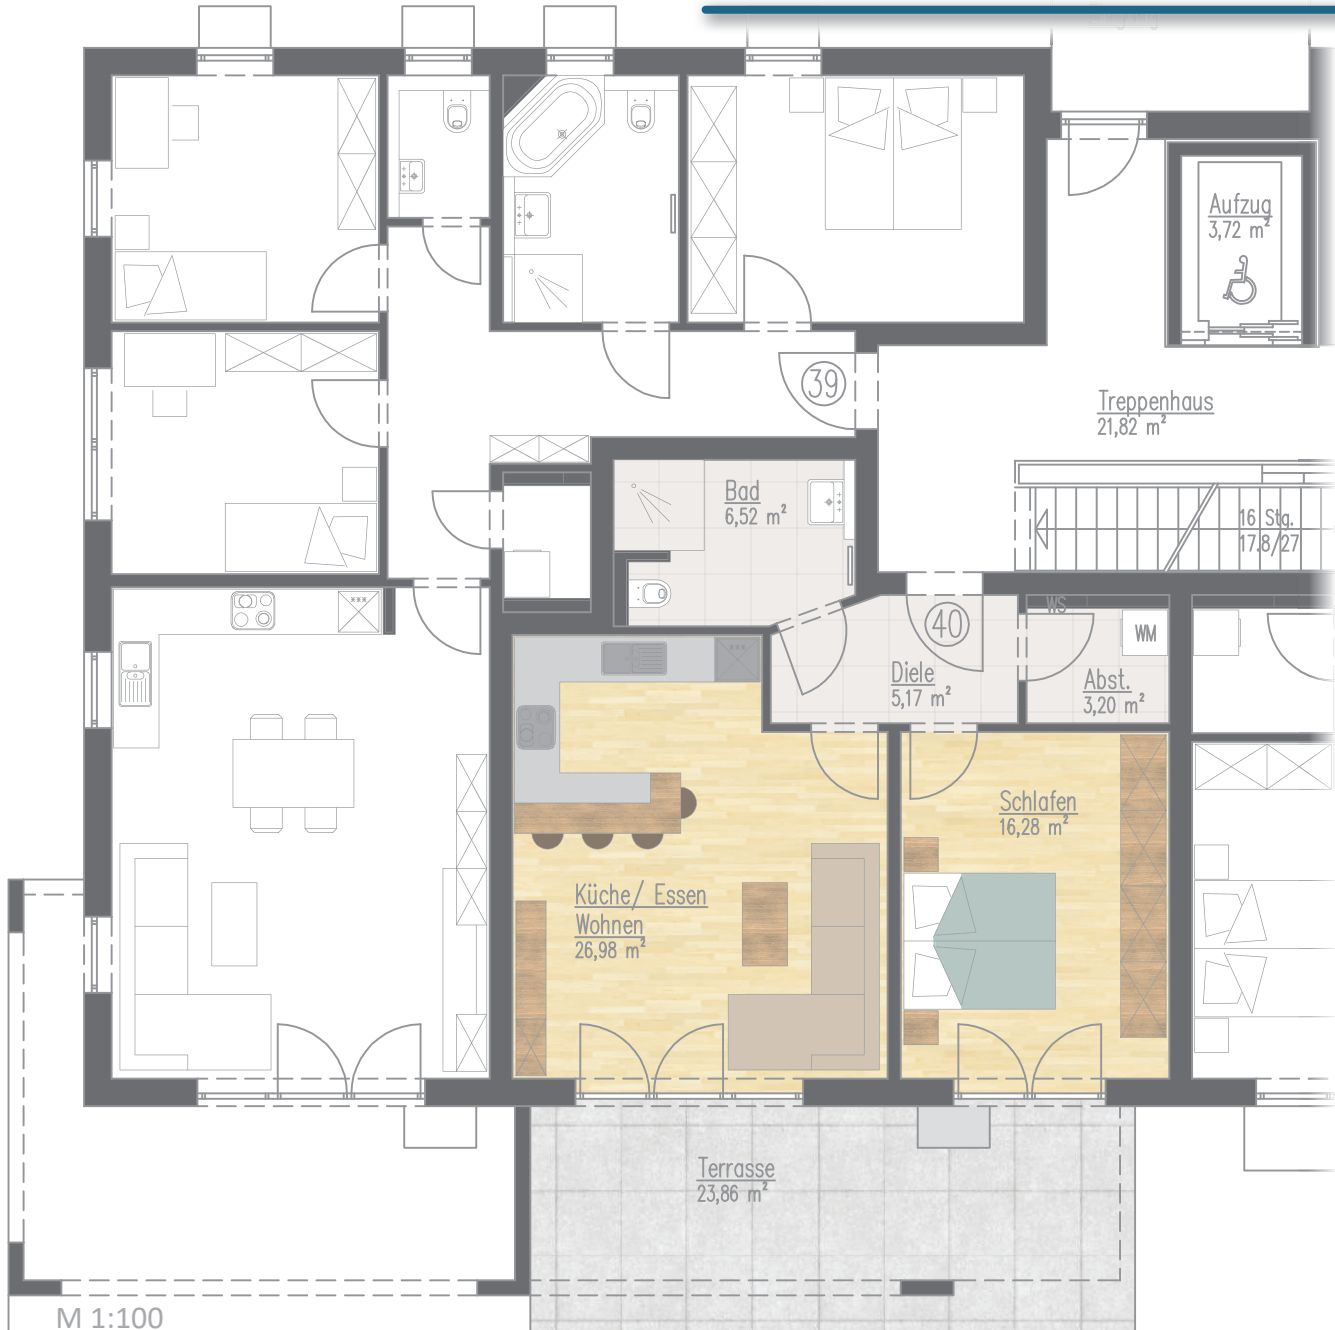 Aufzug
3,72 m²
39
Treppenhaus
21,82 m²
Bad
6,52 m²
16 Stg.
17.8/27
WS
40
WM
Diele
5,17 m²
Abst.
3,20 m²
Schlafen
16,28 m²
Küche/ Essen
Wohnen
26,98 m²
Terrasse
23,86 m²
M 1:100